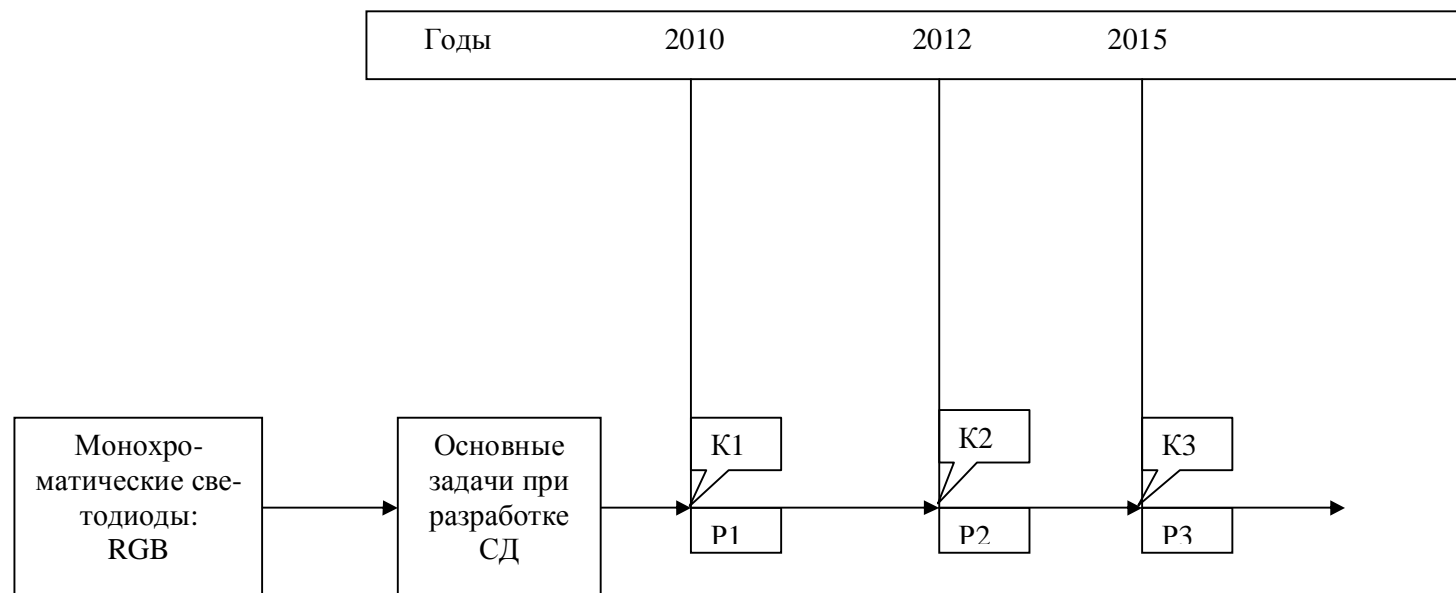 Годы 2010 2012 2015
Монохро-
матические све-
тодиоды:
RGB
Основные
задачи при
разработке
СД
К1
К2
К3
Р1
Р2
Р3